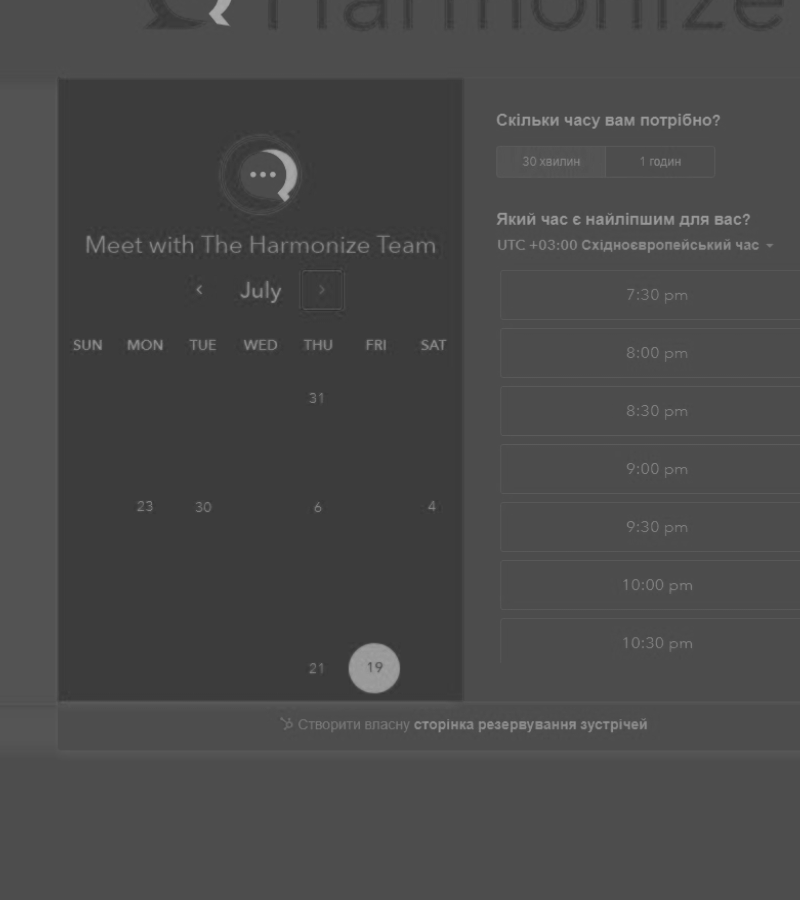 Harmonize
Meet with The Harmonize Team
July
SUN MON TUE WED THU FRI SAT
31
23 30 6 4
21 19
Скільки часу вам потрібно?
30 хвилин 1 годин
Який час є найліпшим для вас?
UTC +03:00 Східноєвропейський час
7:30 pm
8:00 pm
8:30 pm
9:00 pm
9:30 pm
10:00 pm
10:30 pm
Створити власну сторінка резервування зустрічей